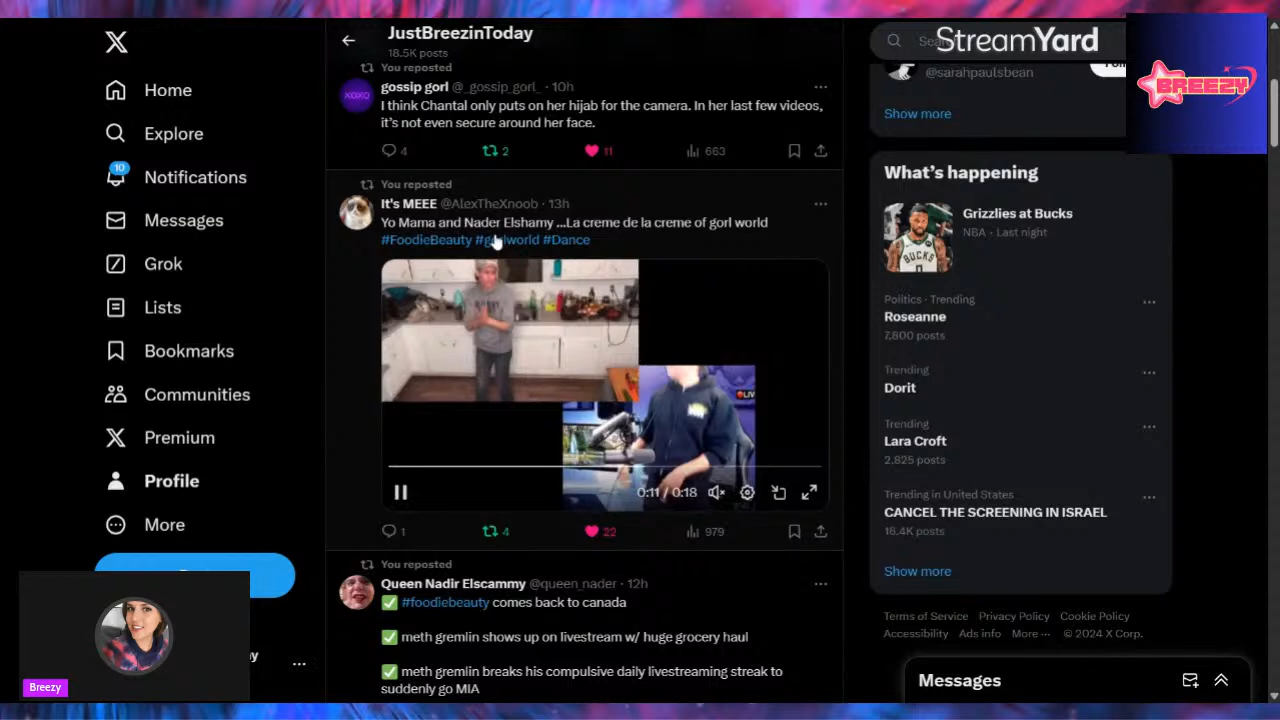 JustBreezinToday
18.5K posts
StreamYard
BREEZY
Home
Explore
10
Notifications
Messages
Grok
Lists
Bookmarks
Communities
Premium
Profile
More
Breezy
You reposted
gossip gorl @_gossip_gorl_ · 10h
I think Chantal only puts on her hijab for the camera. In her last few videos,
it's not even secure around her face.
4 2 11 663
You reposted
It's MEEE @AlexTheXnoob · 13h
Yo Mama and Nader Elshamy ...La creme de la creme of gorl world
#FoodieBeauty #gorlworld #Dance
LIV
0:11 / 0:18
1 4 22 979
You reposted
Queen Nadir Elscammy @queen_nader · 12h
✅ #foodiebeauty comes back to canada
✅ meth gremlin shows up on livestream w/ huge grocery haul
✅ meth gremlin breaks his compulsive daily livestreaming streak to
suddenly go MIA
@sarahpaulsbean
Show more
What's happening
Grizzlies at Bucks
NBA · Last night
Politics · Trending
Roseanne
7,800 posts
Trending
Dorit
Trending
Lara Croft
2,825 posts
Trending in United States
CANCEL THE SCREENING IN ISRAEL
16.4K posts
Show more
Terms of Service Privacy Policy Cookie Policy
Accessibility Ads info More ··· © 2024 X Corp.
Messages